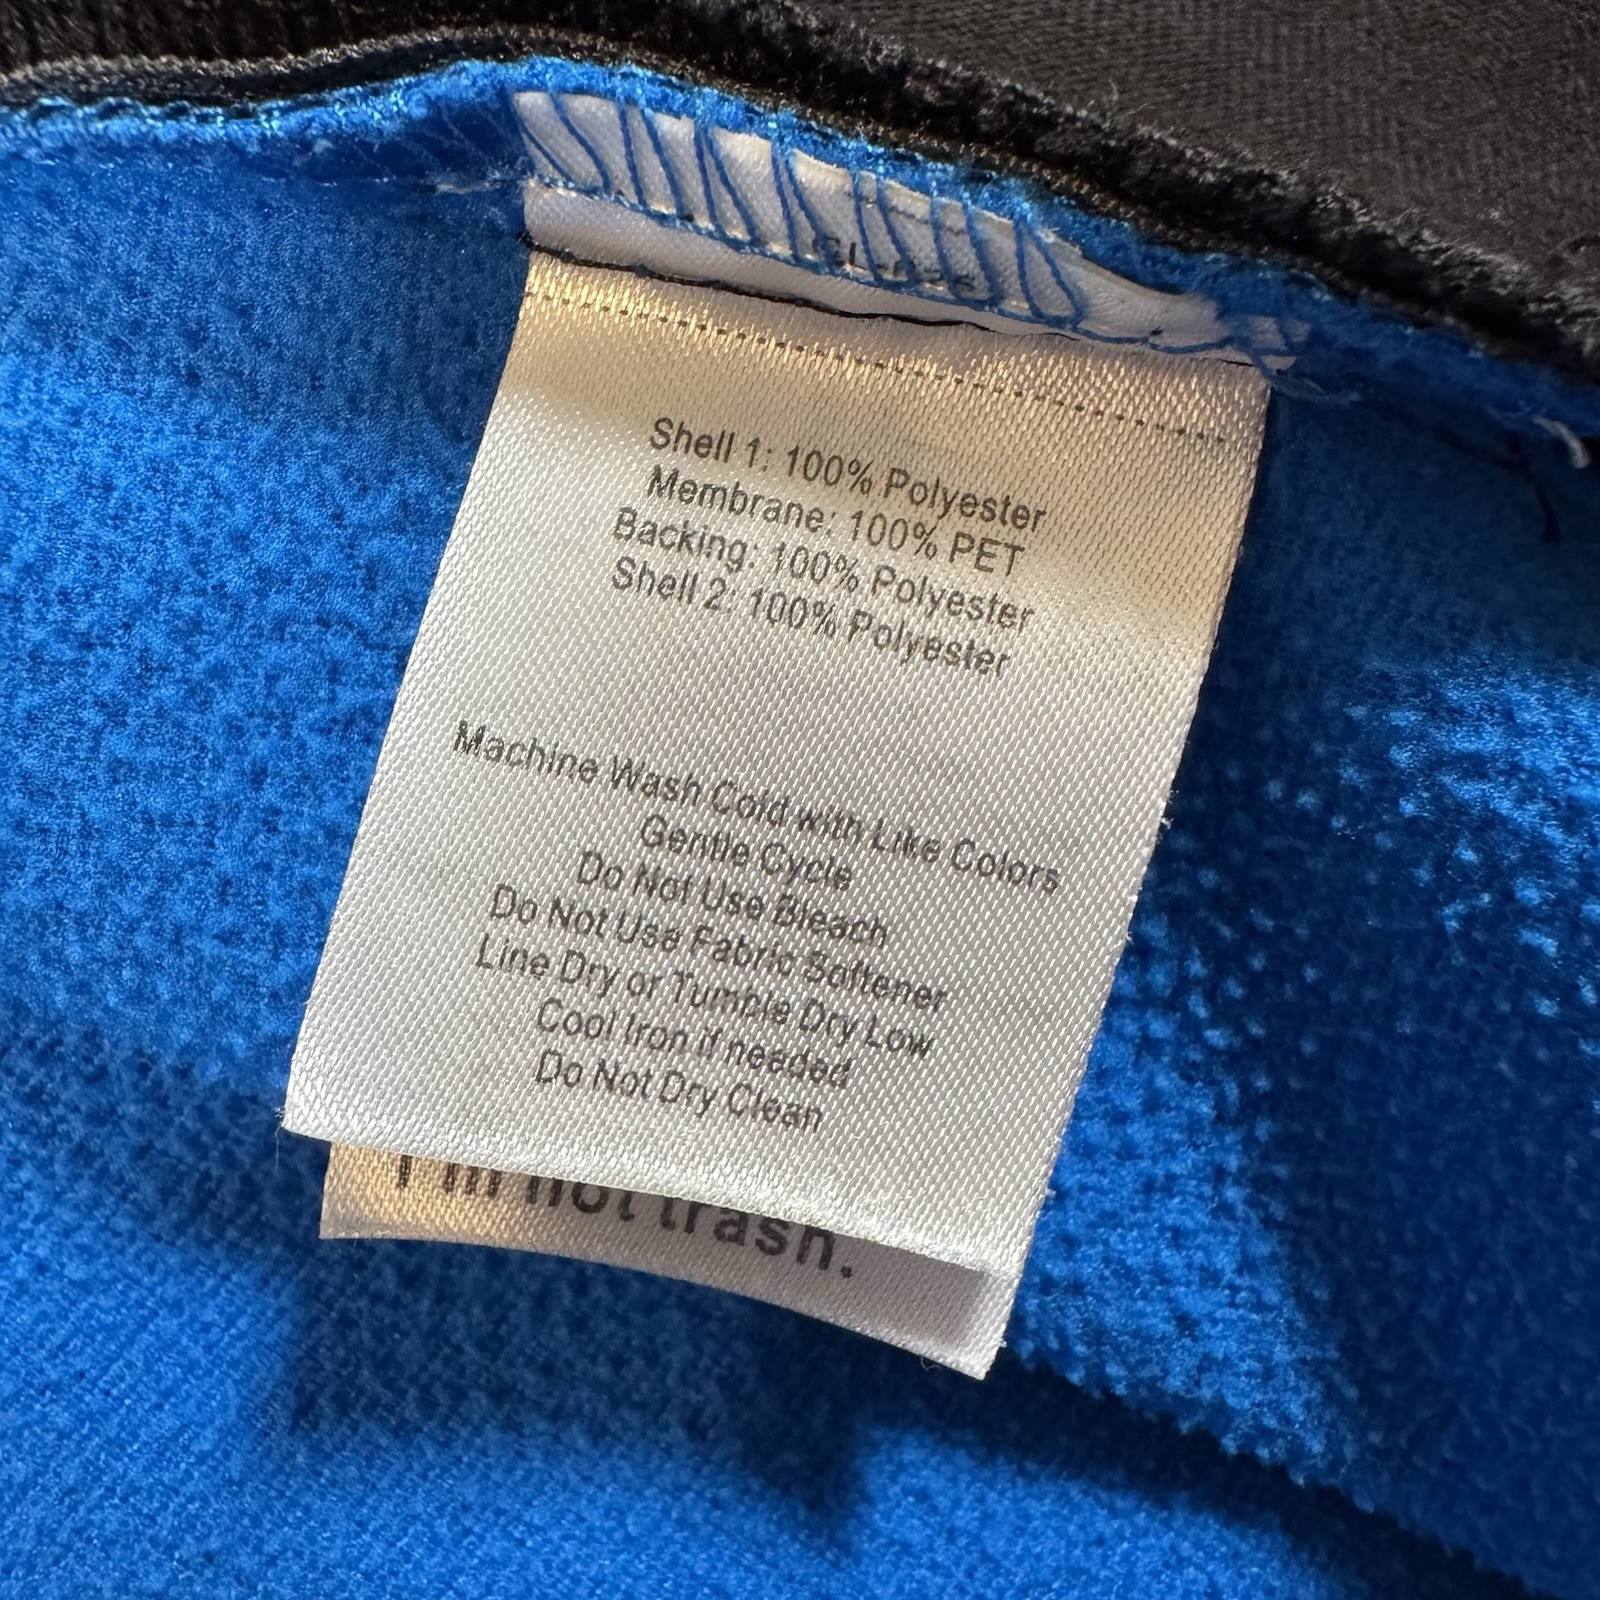 Shell 1: 100% Polyester
Membrane: 100% PET
Backing: 100% Polyester
Shell 2: 100% Polyester
Machine Wash Cold with Like Colors
Gentle Cycle
Do Not Use Bleach
Do Not Use Fabric Softener
Line Dry or Tumble Dry Low
Cool Iron if needed
Do Not Dry Clean
I'm not trash.